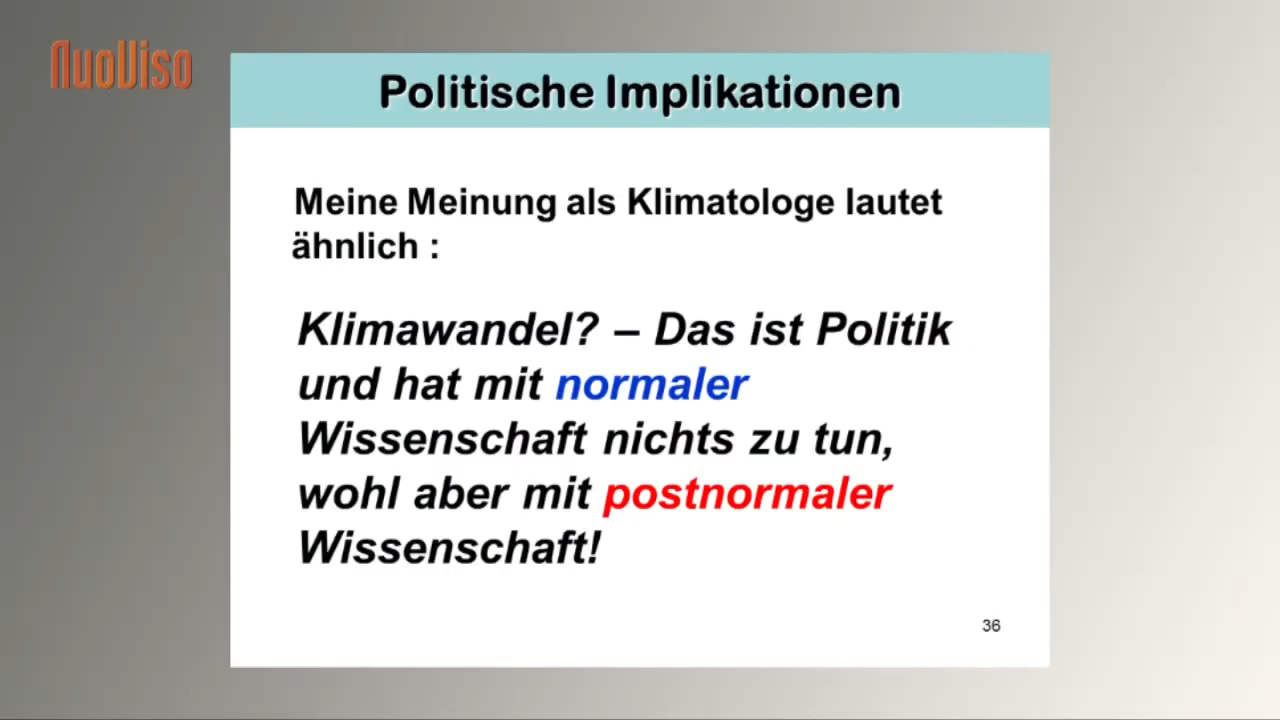 NuoViso
Politische Implikationen
Meine Meinung als Klimatologe lautet
ähnlich :
Klimawandel? – Das ist Politik
und hat mit normaler
Wissenschaft nichts zu tun,
wohl aber mit postnormaler
Wissenschaft!
36